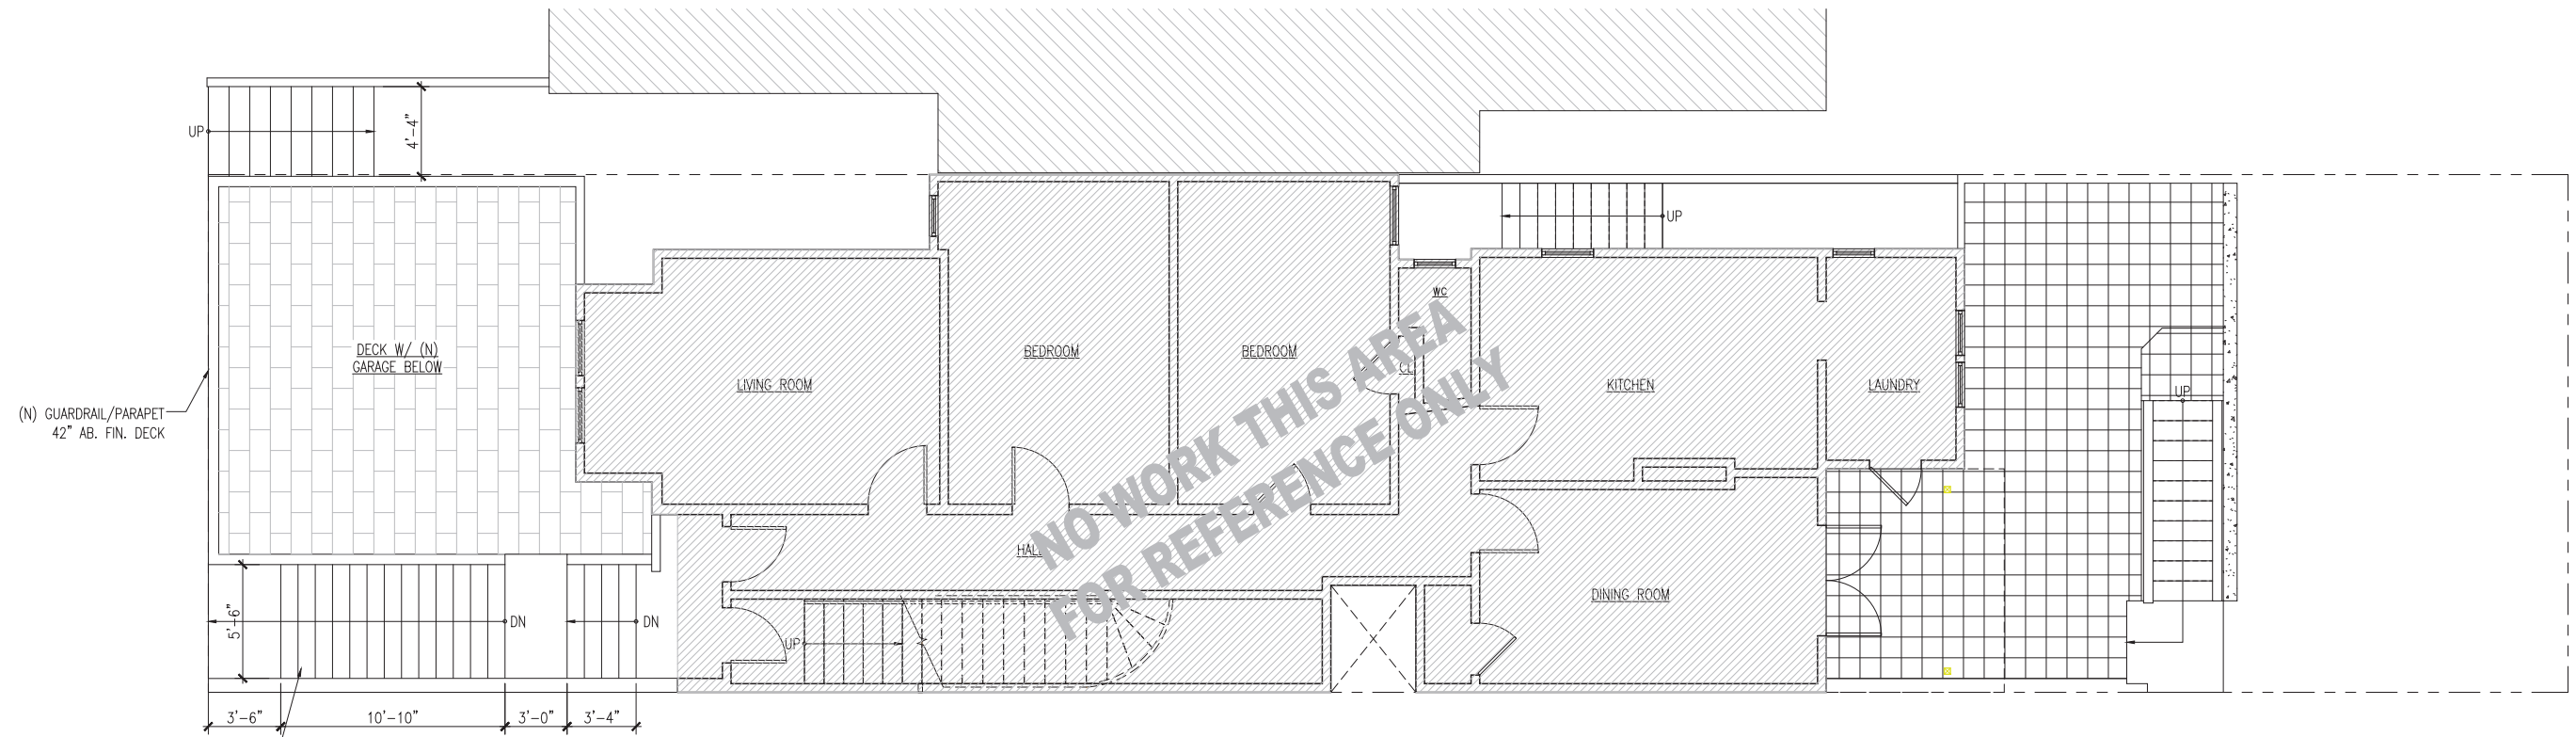 UP
4'-4"
UP
DECK W/ (N)
GARAGE BELOW
(N) GUARDRAIL/PARAPET
42" AB. FIN. DECK
LIVING ROOM
BEDROOM
BEDROOM
WC
CL
KITCHEN
LAUNDRY
UP
NO WORK THIS AREA
FOR REFERENCE ONLY
HALL
DINING ROOM
5'-6"
DN
DN
UP
3'-6"
10'-10"
3'-0"
3'-4"